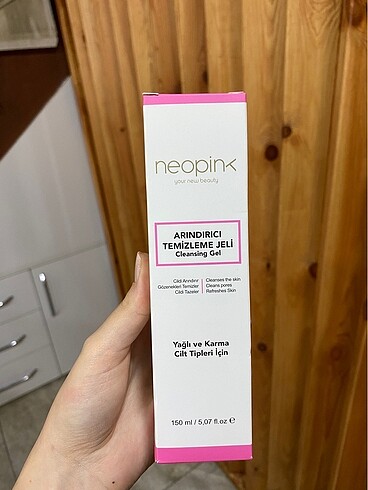 neopink
your new beauty
ARINDIRICI
TEMİZLEME JELİ
Cleansing Gel
Cildi Arındırır
Gözenekleri Temizler
Cildi Tazeler
Cleanses the skin
Cleans pores
Refreshes Skin
Yağlı ve Karma
Cilt Tipleri İçin
150 ml / 5,07 fl.oz ℮